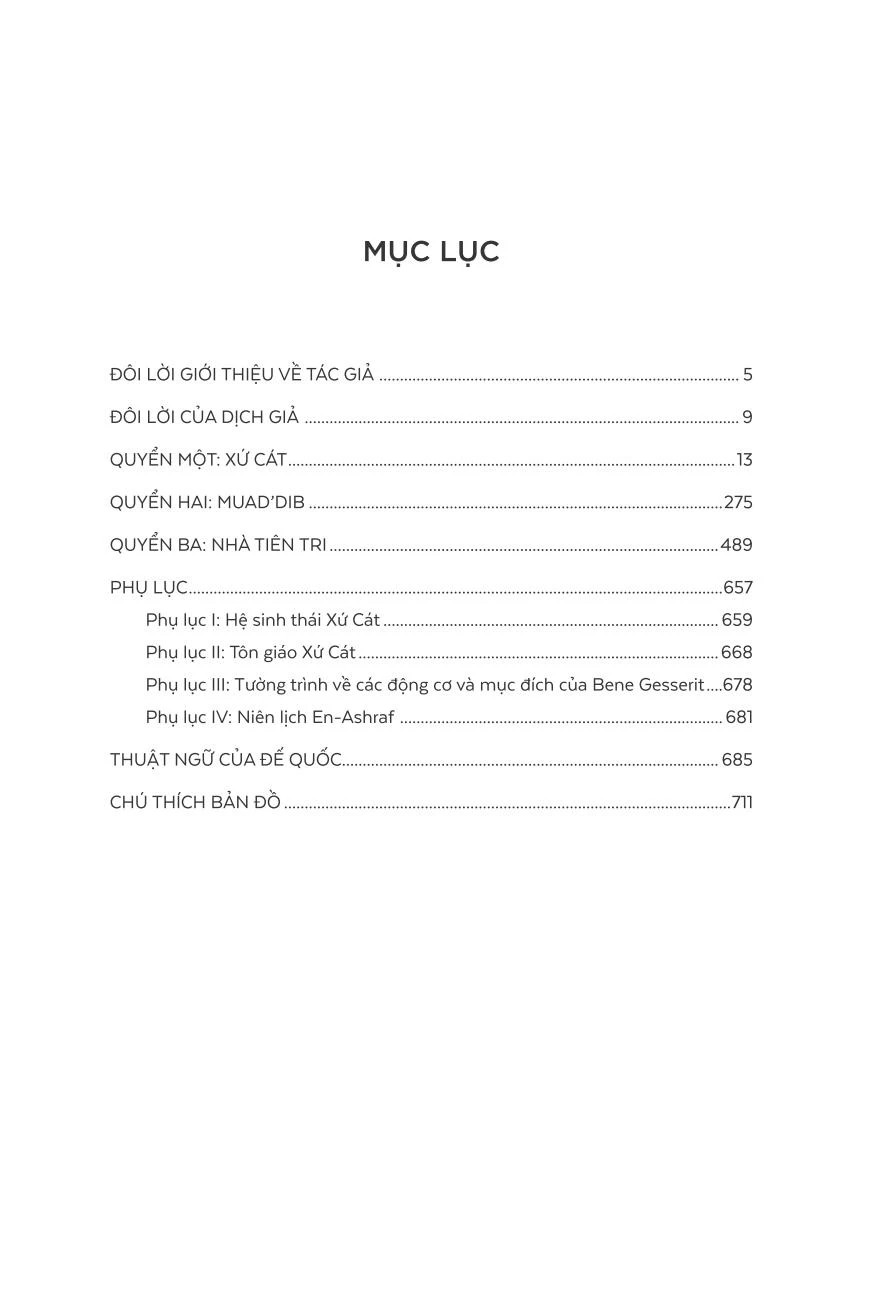 MỤC LỤC
ĐÔI LỜI GIỚI THIỆU VỀ TÁC GIẢ ........................................................................................ 5
ĐÔI LỜI CỦA DỊCH GIẢ .......................................................................................................... 9
QUYỂN MỘT: XỨ CÁT.............................................................................................................13
QUYỂN HAI: MUAD’DIB .....................................................................................................275
QUYỂN BA: NHÀ TIÊN TRI ...............................................................................................489
PHỤ LỤC..................................................................................................................................657
Phụ lục I: Hệ sinh thái Xứ Cát .................................................................................. 659
Phụ lục II: Tôn giáo Xứ Cát ........................................................................................ 668
Phụ lục III: Tường trình về các động cơ và mục đích của Bene Gesserit....678
Phụ lục IV: Niên lịch En-Ashraf ............................................................................... 681
THUẬT NGỮ CỦA ĐẾ QUỐC............................................................................................ 685
CHÚ THÍCH BẢN ĐỒ .............................................................................................................711